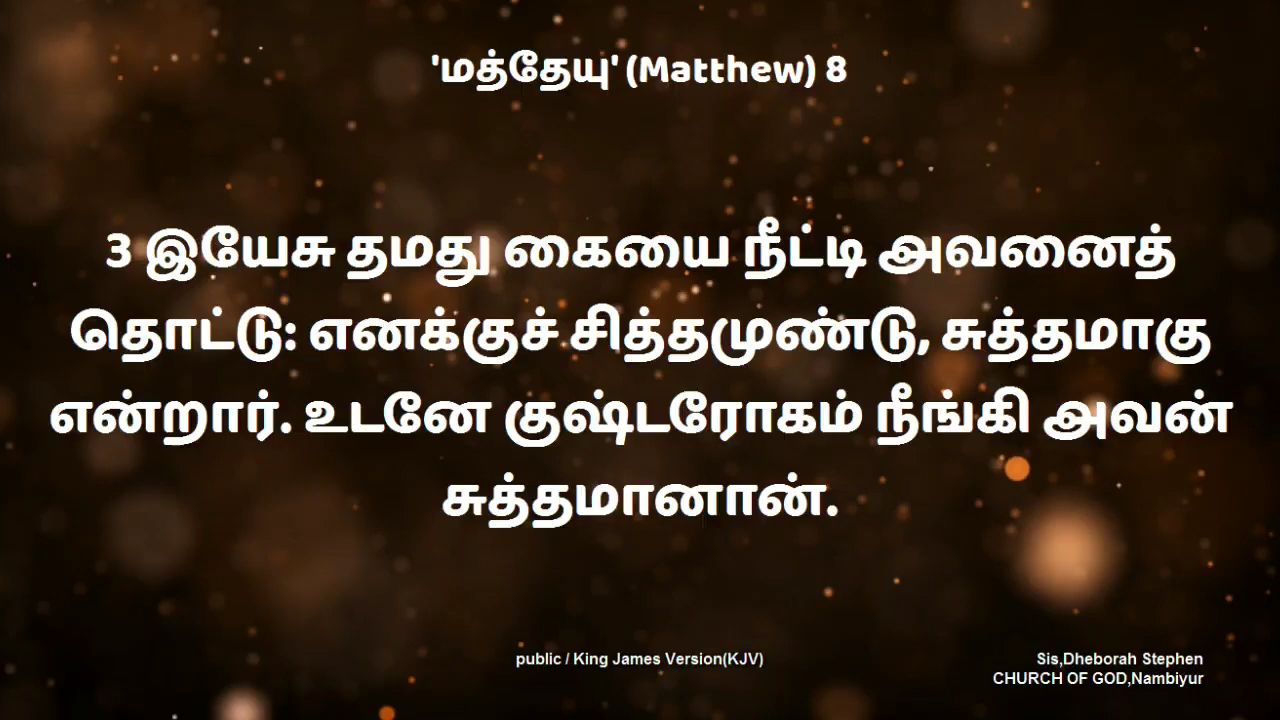 'மத்தேயு' (Matthew) 8
3 இயேசு தமது கையை நீட்டி அவனைத்
தொட்டு: எனக்குச் சித்தமுண்டு, சுத்தமாகு
என்றார். உடனே குஷ்டரோகம் நீங்கி அவன்
சுத்தமானான்.
public / King James Version(KJV)
Sis,Dheborah Stephen
CHURCH OF GOD,Nambiyur